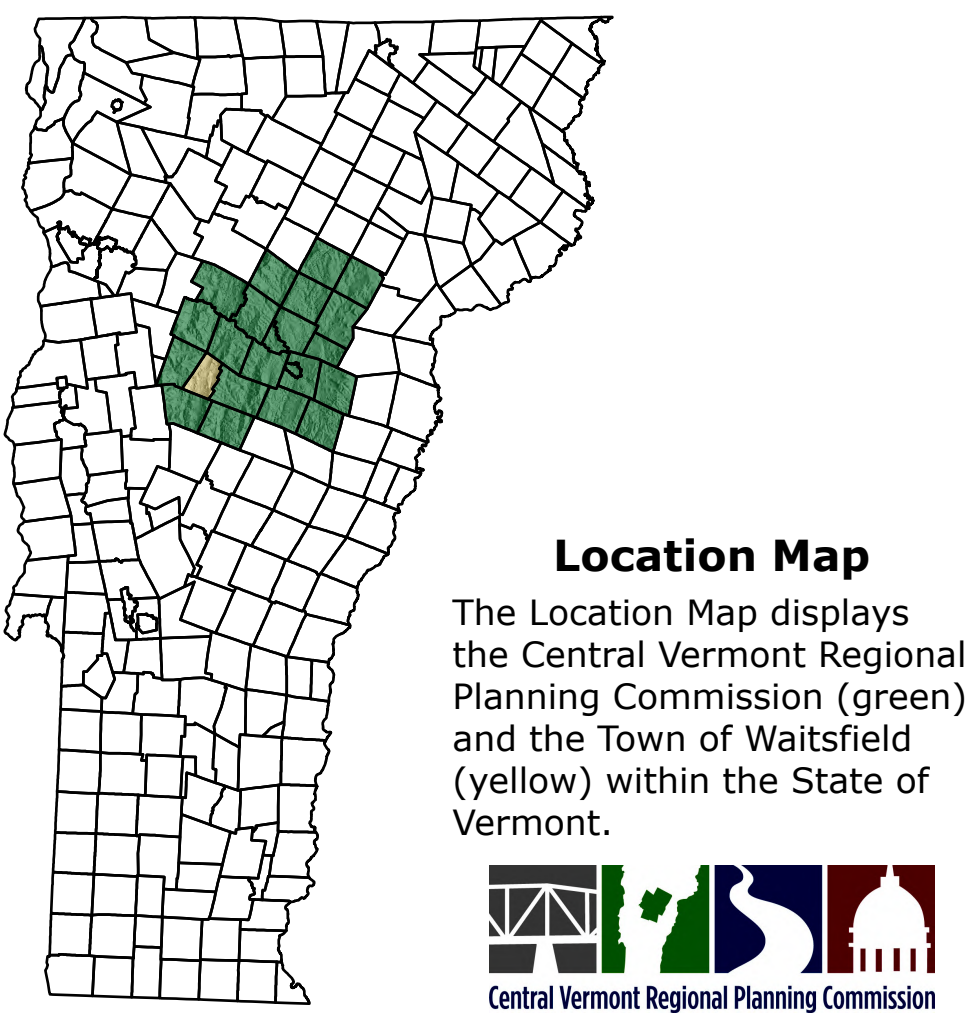 Location Map
The Location Map displays
the Central Vermont Regional
Planning Commission (green)
and the Town of Waitsfield
(yellow) within the State of
Vermont.
Central Vermont Regional Planning Commission